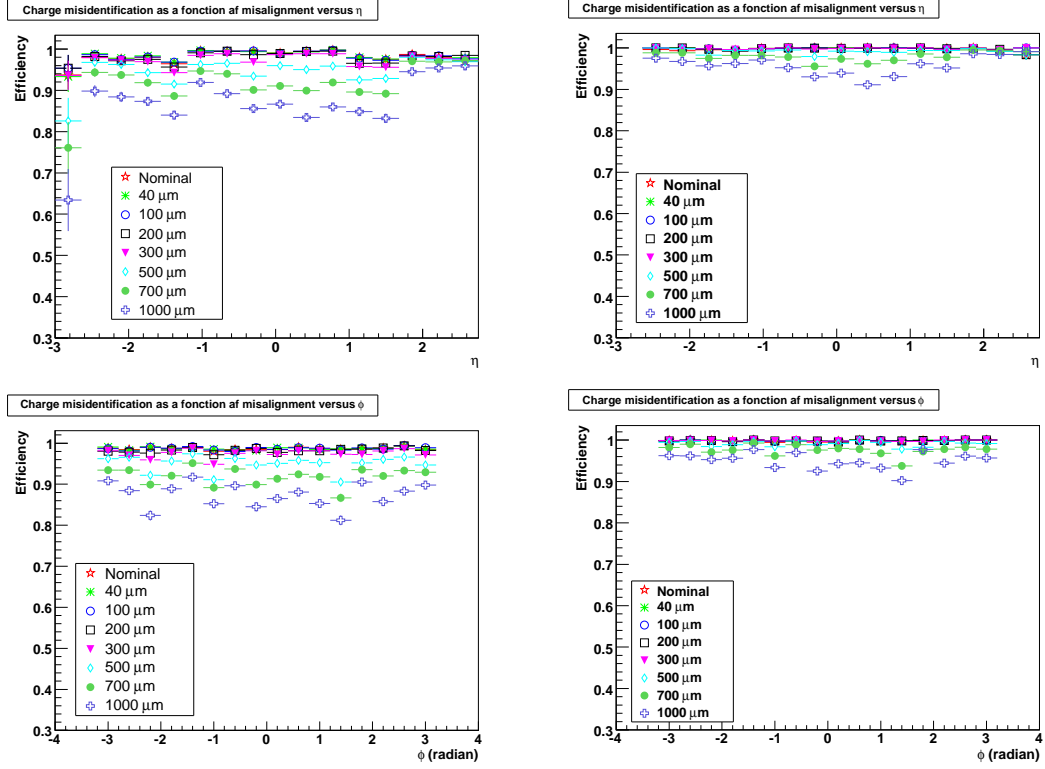 Charge misidentification as a fonction af misalignment versus η
Efficiency
1
0.9
0.8
0.7
0.6
0.5
0.4
0.3
Nominal
40 μm
100 μm
200 μm
300 μm
500 μm
700 μm
1000 μm
-3 -2 -1 0 1 2
η
Charge misidentification as a fonction af misalignment versus η
Efficiency
1
0.9
0.8
0.7
0.6
0.5
0.4
0.3
Nominal
40 μm
100 μm
200 μm
300 μm
500 μm
700 μm
1000 μm
-3 -2 -1 0 1 2
η
Charge misidentification as a fonction af misalignment versus ϕ
Efficiency
1
0.9
0.8
0.7
0.6
0.5
0.4
0.3
Nominal
40 μm
100 μm
200 μm
300 μm
500 μm
700 μm
1000 μm
-4 -3 -2 -1 0 1 2 3 4
ϕ (radian)
Charge misidentification as a fonction af misalignment versus ϕ
Efficiency
1
0.9
0.8
0.7
0.6
0.5
0.4
0.3
Nominal
40 μm
100 μm
200 μm
300 μm
500 μm
700 μm
1000 μm
-4 -3 -2 -1 0 1 2 3 4
ϕ (radian)